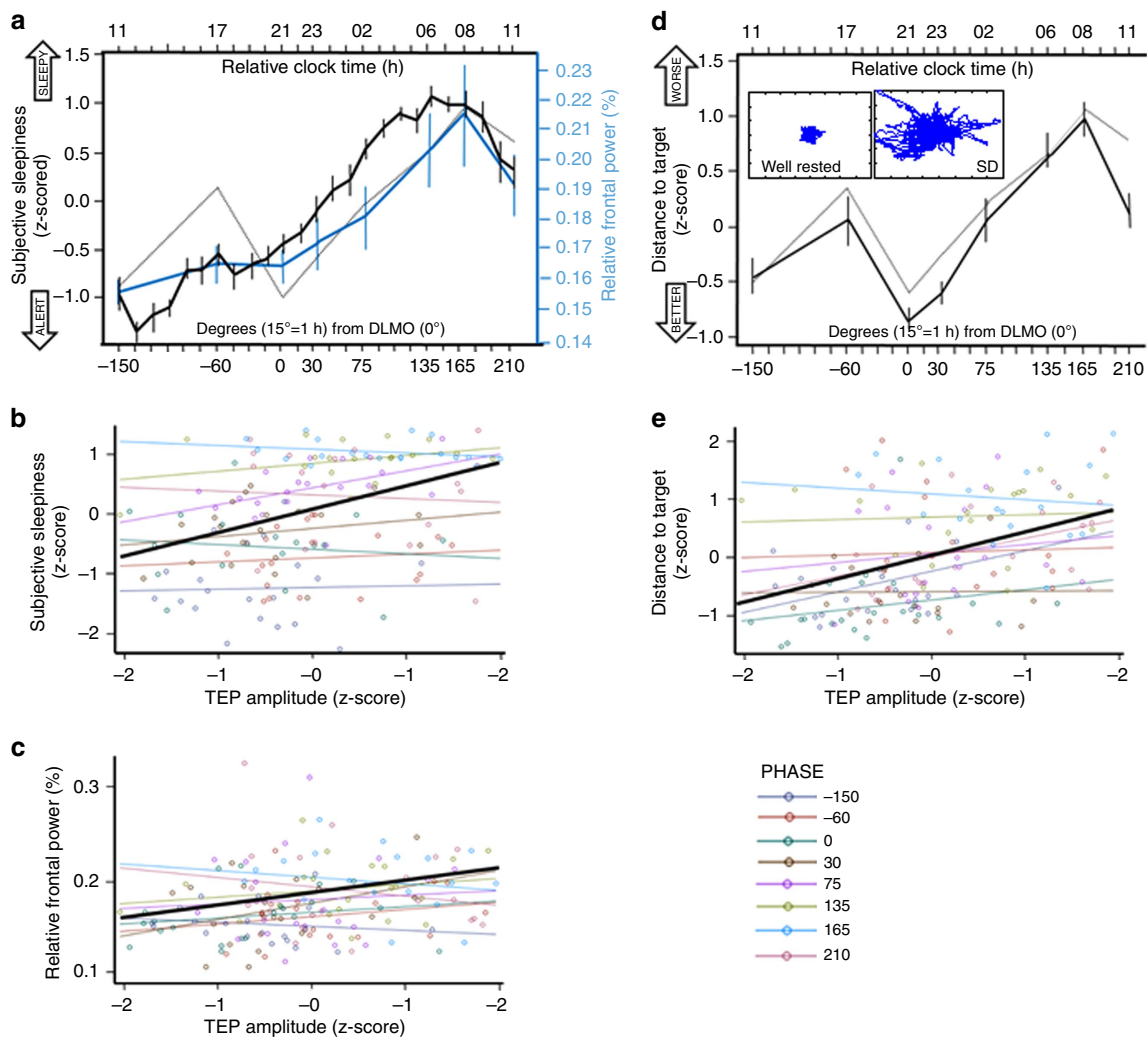 a
11 17 21 23 02 06 08 11
Relative clock time (h)
SLEEPY
ALERT
Subjective sleepiness
(z-scored)
1.5
1.0
0.5
0.0
−0.5
−1.0
0.23
0.22
0.21
0.20
0.19
0.18
0.17
0.16
0.15
0.14
Relative frontal power (%)
Degrees (15°=1 h) from DLMO (0°)
−150 −60 0 30 75 135 165 210
d
11 17 21 23 02 06 08 11
Relative clock time (h)
WORSE
BETTER
Distance to target
(z-score)
1.5
1.0
0.5
0
−0.5
−1.0
Well rested
SD
Degrees (15°=1 h) from DLMO (0°)
−150 −60 0 30 75 135 165 210
b
Subjective sleepiness
(z-score)
1
0
−1
−2
−2 −1 −0 −1 −2
TEP amplitude (z-score)
e
Distance to target
(z-score)
2
1
0
−1
−2 −1 −0 −1 −2
TEP amplitude (z-score)
c
Relative frontal power (%)
0.3
0.2
0.1
−2 −1 −0 −1 −2
TEP amplitude (z-score)
PHASE
−150
−60
0
30
75
135
165
210